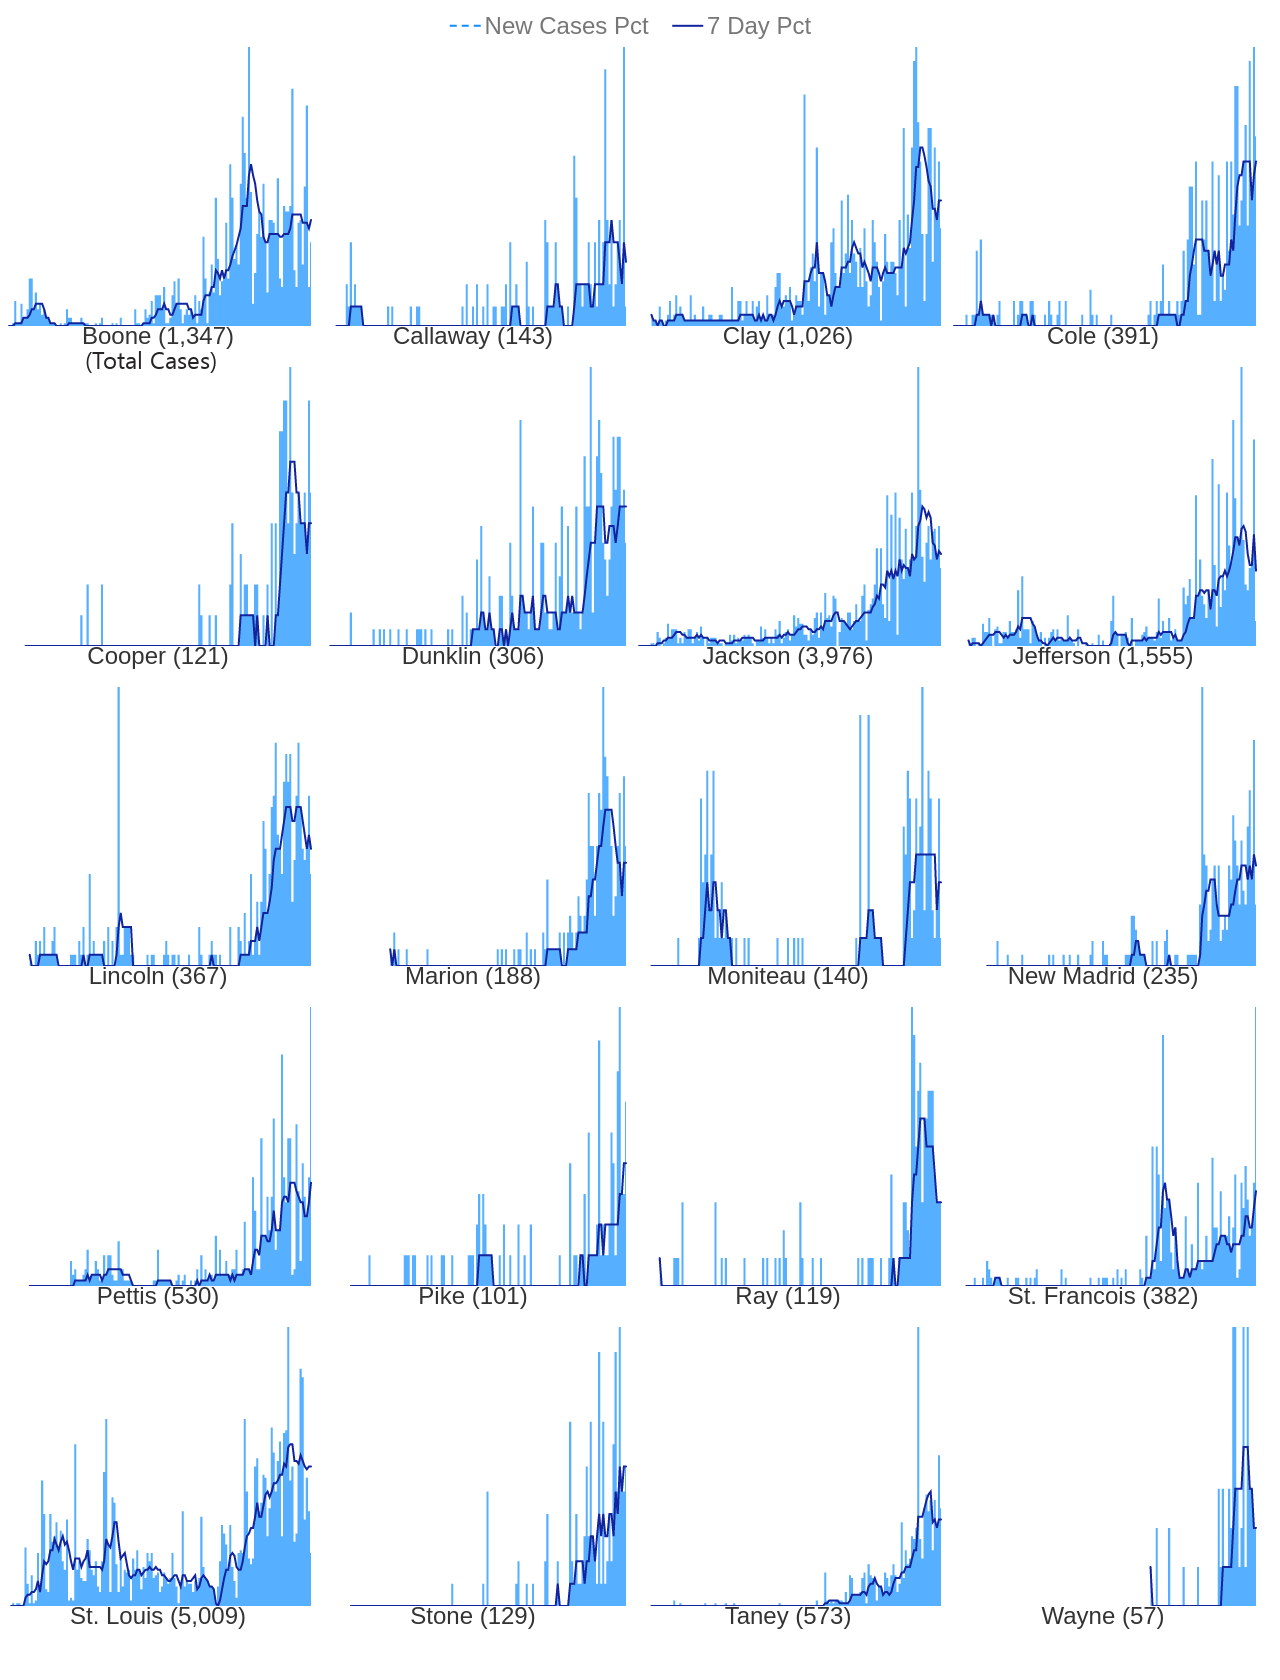 New Cases Pct 7 Day Pct
Boone (1,347) Callaway (143) Clay (1,026) Cole (391)
(Total Cases)
Cooper (121) Dunklin (306) Jackson (3,976) Jefferson (1,555)
Lincoln (367) Marion (188) Moniteau (140) New Madrid (235)
Pettis (530) Pike (101) Ray (119) St. Francois (382)
St. Louis (5,009) Stone (129) Taney (573) Wayne (57)